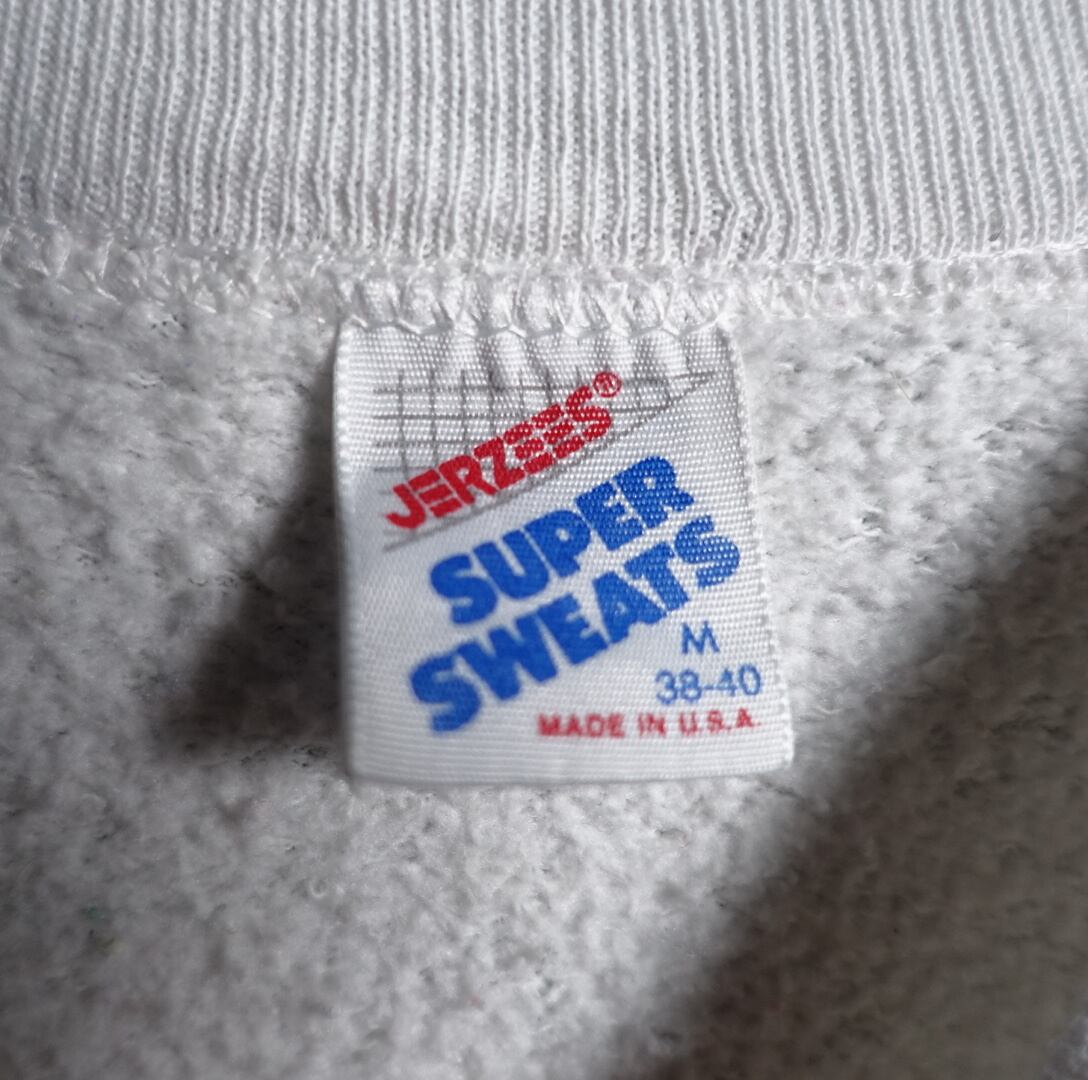 JERZEES®
SUPER
SWEATS
M
38-40
MADE IN U.S.A.